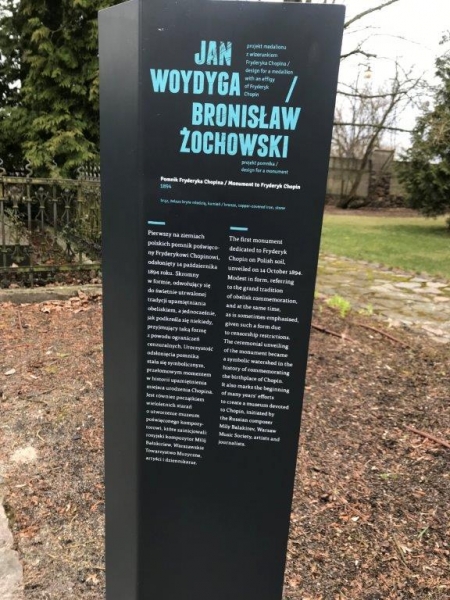 JAN
WOYDYGA /
projekt medalionu
z wizerunkiem
Fryderyka Chopina /
design for a medallion
with an effigy
of Fryderyk
Chopin
BRONISŁAW
ŻOCHOWSKI
projekt pomnika /
design for a monument
Pomnik Fryderyka Chopina / Monument to Fryderyk Chopin
1894
Pierwszy na ziemiach
polskich pomnik poświęco-
ny Fryderykowi Chopinowi,
odsłonięty 14 października
1894 roku. Skromny
w formie, odwołujący się
do świetnie utrwalonej
tradycji upamiętniania
obeliskiem, a jednocześnie,
jak podkreśla się niekiedy,
przyjmujący taką formę
z powodu ograniczeń
cenzuralnych. Uroczystość
odsłonięcia pomnika
stała się symbolicznym,
przełomowym momentem
w historii upamiętnienia
miejsca urodzenia Chopina.
Jest również początkiem
wieloletnich starań
o utworzenie muzeum
poświęconego kompozy-
torowi, które zainicjowali:
rosyjski kompozytor Milij
Bałakiriew, Warszawskie
Towarzystwo Muzyczne,
artyści i dziennikarze.
The first monument
dedicated to Fryderyk
Chopin on Polish soil,
unveiled on 14 October 1894.
Modest in form, referring
to the grand tradition
of obelisk commemoration,
and at the same time,
as is sometimes emphasised,
given such a form due
to censorship restrictions.
The ceremonial unveiling
of the monument became
a symbolic watershed in the
history of commemorating
the birthplace of Chopin.
It also marks the beginning
of many years' efforts
to create a museum devoted
to Chopin, initiated by
the Russian composer
Mily Balakirev, Warsaw
Music Society, artists and
journalists.